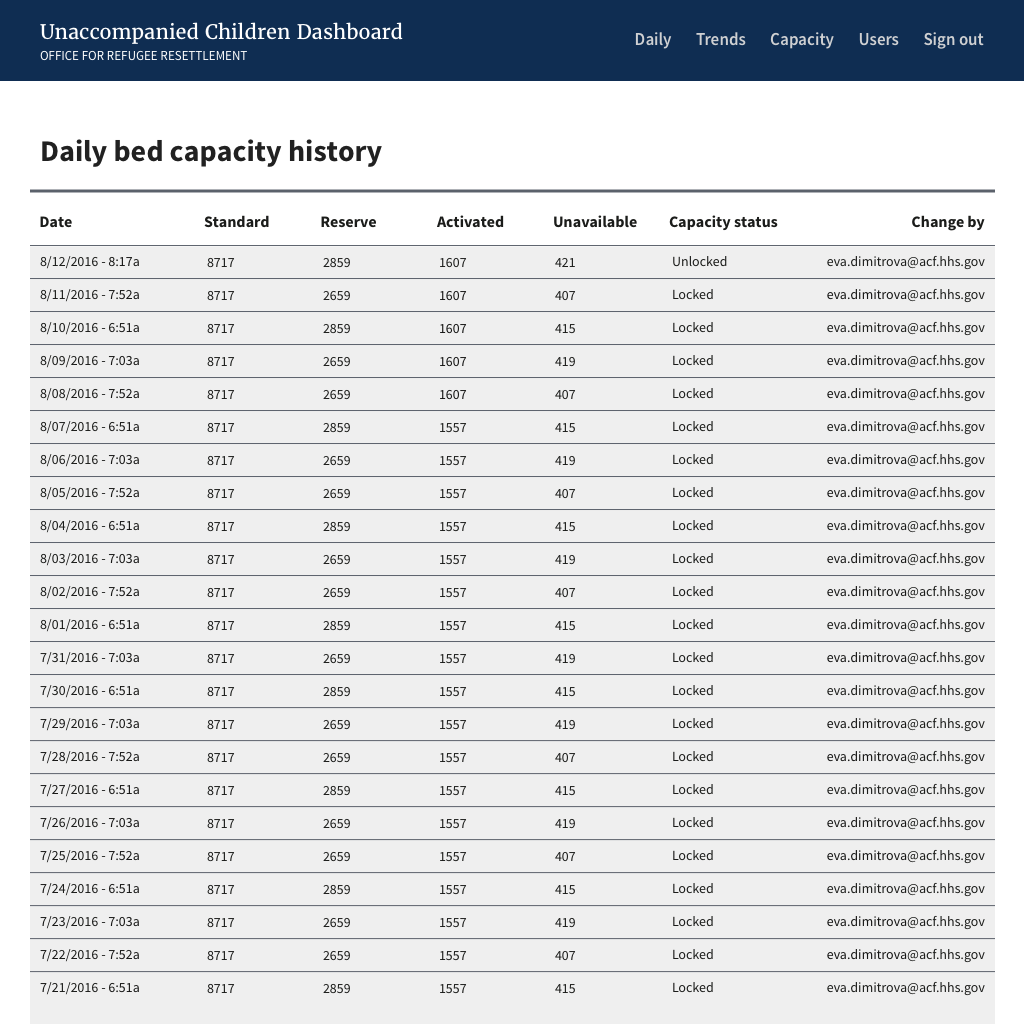 Unaccompanied Children Dashboard
OFFICE FOR REFUGEE RESETTLEMENT
Daily Trends Capacity Users Sign out
Daily bed capacity history
Date Standard Reserve Activated Unavailable Capacity status Change by
8/12/2016 - 8:17a 8717 2859 1607 421 Unlocked eva.dimitrova@acf.hhs.gov
8/11/2016 - 7:52a 8717 2659 1607 407 Locked eva.dimitrova@acf.hhs.gov
8/10/2016 - 6:51a 8717 2859 1607 415 Locked eva.dimitrova@acf.hhs.gov
8/09/2016 - 7:03a 8717 2659 1607 419 Locked eva.dimitrova@acf.hhs.gov
8/08/2016 - 7:52a 8717 2659 1607 407 Locked eva.dimitrova@acf.hhs.gov
8/07/2016 - 6:51a 8717 2859 1557 415 Locked eva.dimitrova@acf.hhs.gov
8/06/2016 - 7:03a 8717 2659 1557 419 Locked eva.dimitrova@acf.hhs.gov
8/05/2016 - 7:52a 8717 2659 1557 407 Locked eva.dimitrova@acf.hhs.gov
8/04/2016 - 6:51a 8717 2859 1557 415 Locked eva.dimitrova@acf.hhs.gov
8/03/2016 - 7:03a 8717 2659 1557 419 Locked eva.dimitrova@acf.hhs.gov
8/02/2016 - 7:52a 8717 2659 1557 407 Locked eva.dimitrova@acf.hhs.gov
8/01/2016 - 6:51a 8717 2859 1557 415 Locked eva.dimitrova@acf.hhs.gov
7/31/2016 - 7:03a 8717 2659 1557 419 Locked eva.dimitrova@acf.hhs.gov
7/30/2016 - 6:51a 8717 2859 1557 415 Locked eva.dimitrova@acf.hhs.gov
7/29/2016 - 7:03a 8717 2659 1557 419 Locked eva.dimitrova@acf.hhs.gov
7/28/2016 - 7:52a 8717 2659 1557 407 Locked eva.dimitrova@acf.hhs.gov
7/27/2016 - 6:51a 8717 2859 1557 415 Locked eva.dimitrova@acf.hhs.gov
7/26/2016 - 7:03a 8717 2659 1557 419 Locked eva.dimitrova@acf.hhs.gov
7/25/2016 - 7:52a 8717 2659 1557 407 Locked eva.dimitrova@acf.hhs.gov
7/24/2016 - 6:51a 8717 2859 1557 415 Locked eva.dimitrova@acf.hhs.gov
7/23/2016 - 7:03a 8717 2659 1557 419 Locked eva.dimitrova@acf.hhs.gov
7/22/2016 - 7:52a 8717 2659 1557 407 Locked eva.dimitrova@acf.hhs.gov
7/21/2016 - 6:51a 8717 2859 1557 415 Locked eva.dimitrova@acf.hhs.gov